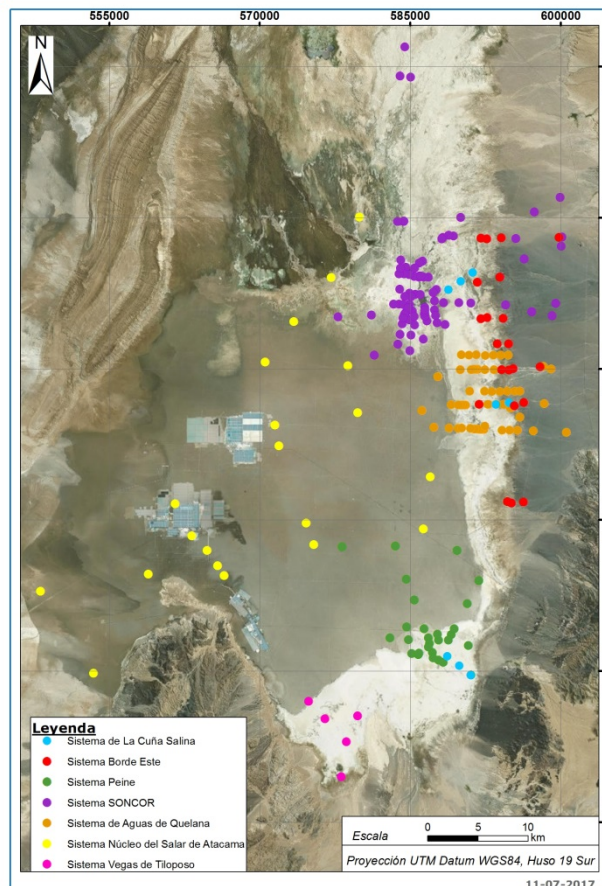 555000 570000 585000 600000
N
Leyenda
Sistema de La Cuña Salina
Sistema Borde Este
Sistema Peine
Sistema SONCOR
Sistema de Aguas de Quelana
Sistema Núcleo del Salar de Atacama
Sistema Vegas de Tiloposo
Escala 0 5 10
km
Proyección UTM Datum WGS84, Huso 19 Sur
11-07-2017